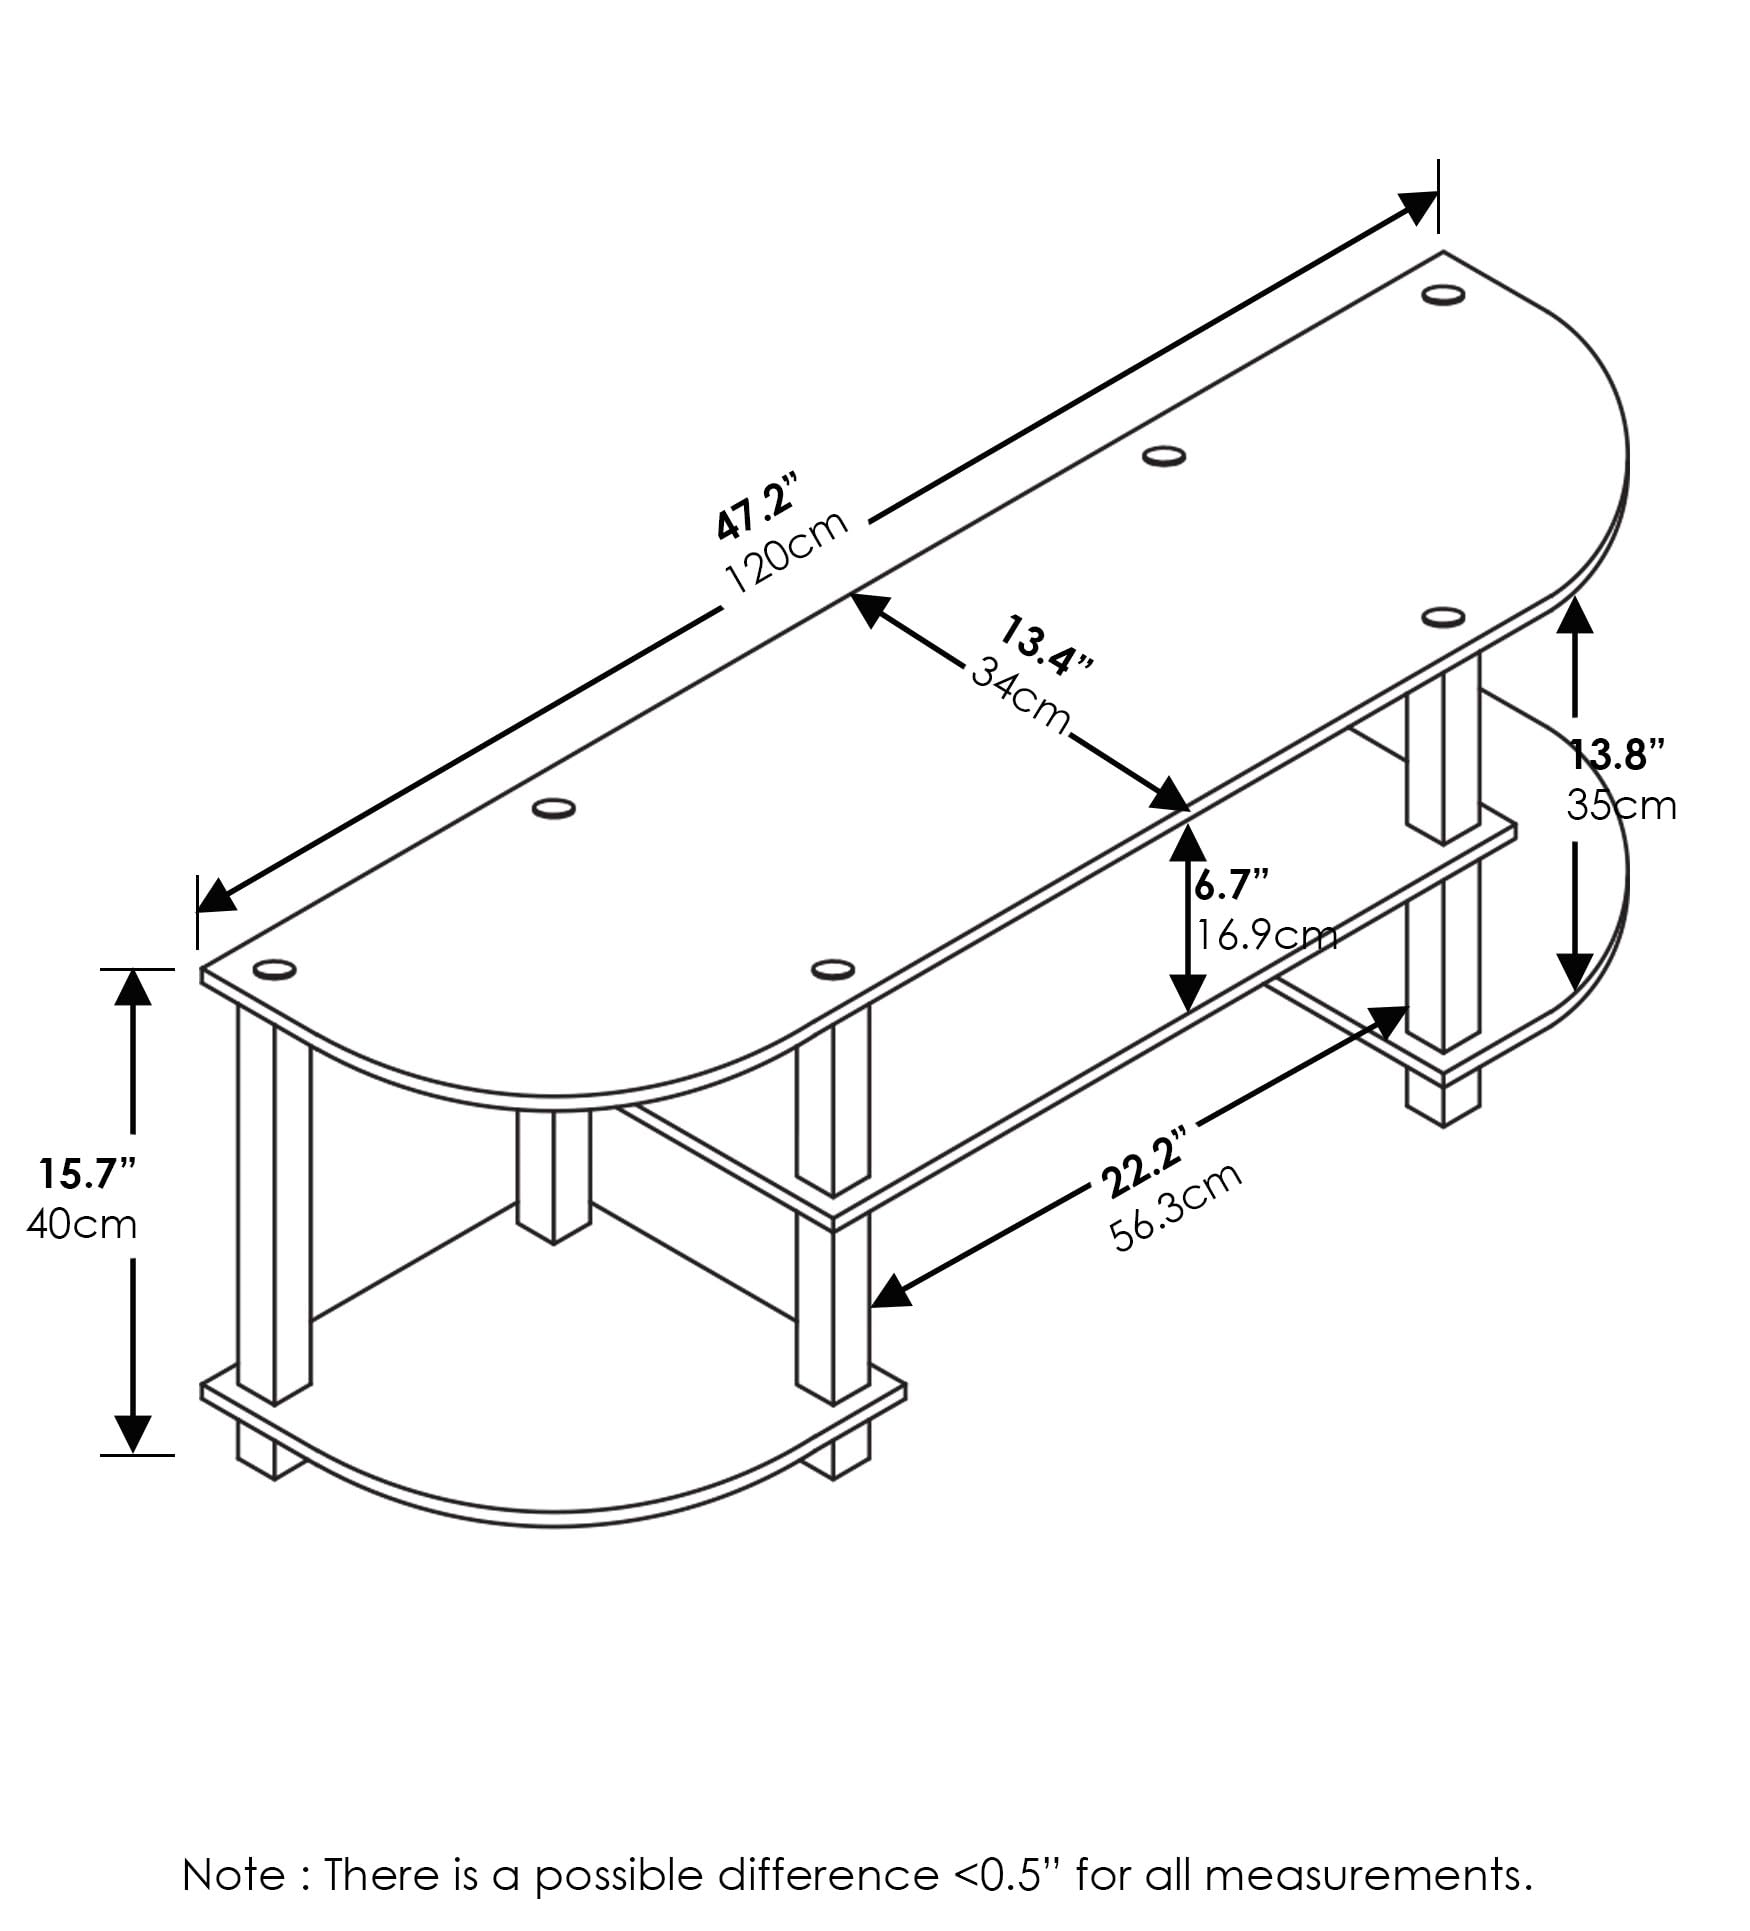 47.2”
120cm
13.4”
34cm
13.8”
35cm
6.7”
16.9cm
15.7”
40cm
22.2”
56.3cm
Note : There is a possible difference <0.5” for all measurements.